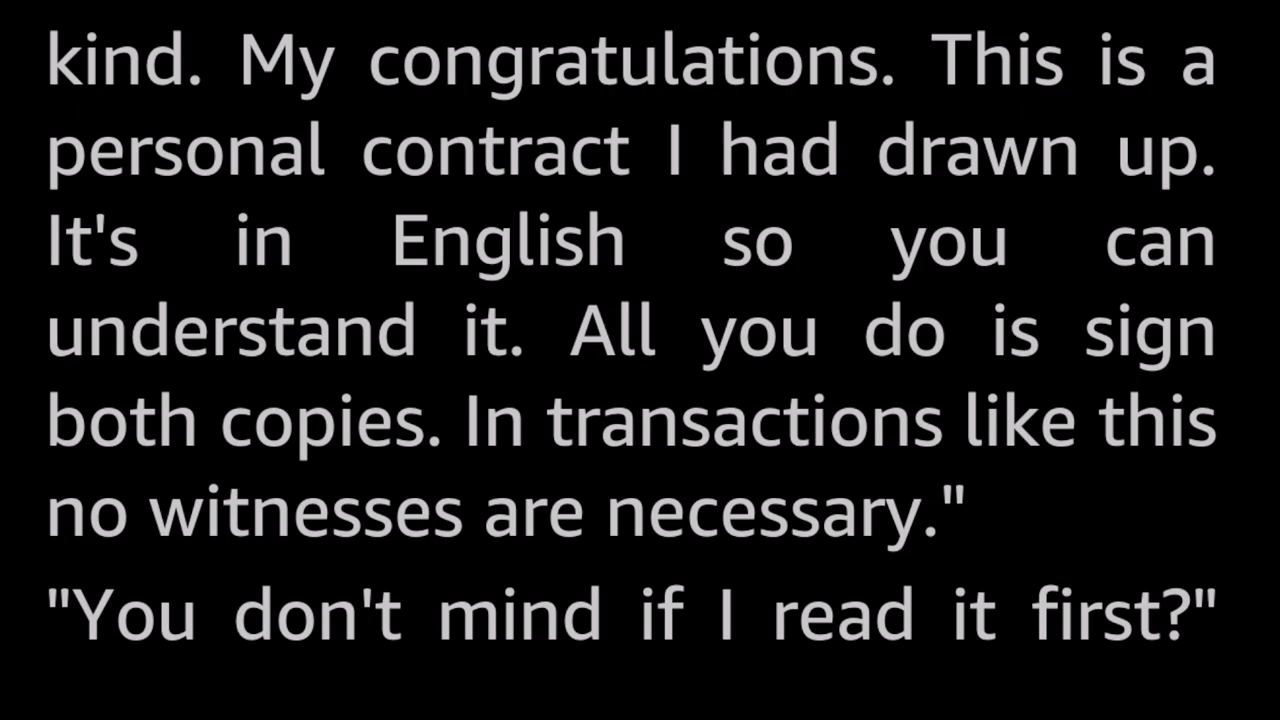 kind. My congratulations. This is a
personal contract I had drawn up.
It's in English so you can
understand it. All you do is sign
both copies. In transactions like this
no witnesses are necessary."
"You don't mind if I read it first?"